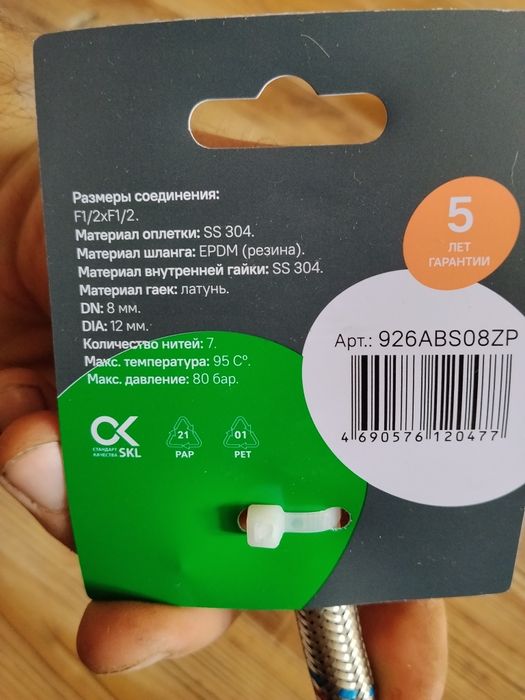 Размеры соединения:
F1/2xF1/2.
Материал оплетки: SS 304.
Материал шланга: EPDM (резина).
Материал внутренней гайки: SS 304.
Материал гаек: латунь.
DN: 8 мм.
DIA: 12 мм.
Количество нитей: 7.
Макс. температура: 95 С°.
Макс. давление: 80 бар.
5
ЛЕТ
ГАРАНТИИ
Арт.: 926ABS08ZP
4 690576 120477
СТАНДАРТ
КАЧЕСТВА SKL
21
PAP
01
PET